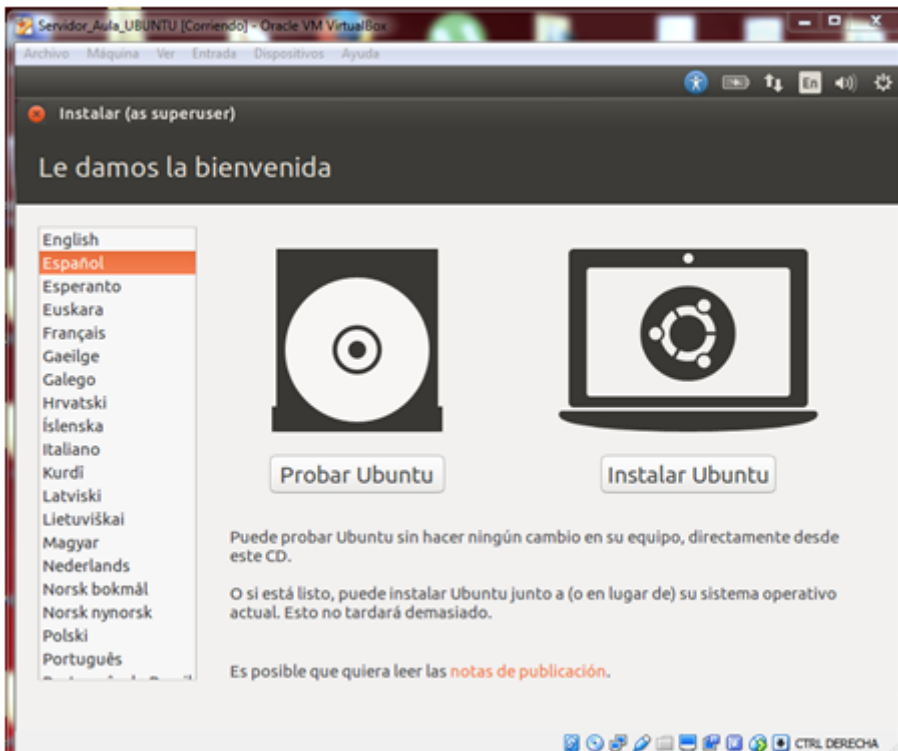 Servidor_Aula_UBUNTU [Corriendo] - Oracle VM VirtualBox
Archivo Máquina Ver Entrada Dispositivos Ayuda
En
Instalar (as superuser)
Le damos la bienvenida
English
Español
Esperanto
Euskara
Français
Gaeilge
Galego
Hrvatski
Íslenska
Italiano
Kurdî
Latviski
Lietuviškai
Magyar
Nederlands
Norsk bokmål
Norsk nynorsk
Polski
Português
Probar Ubuntu
Instalar Ubuntu
Puede probar Ubuntu sin hacer ningún cambio en su equipo, directamente desde
este CD.
O si está listo, puede instalar Ubuntu junto a (o en lugar de) su sistema operativo
actual. Esto no tardará demasiado.
Es posible que quiera leer las notas de publicación.
CTRL DERECHA